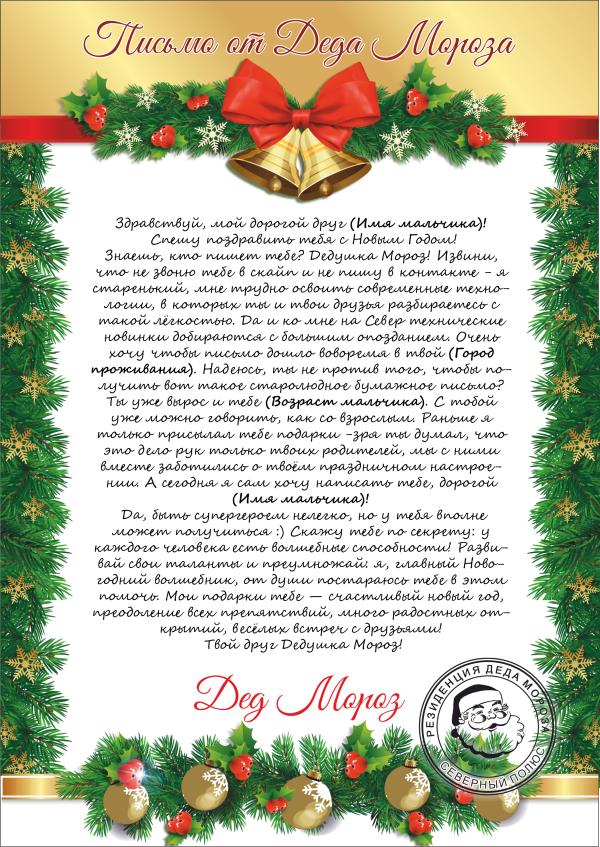 Письмо от Деда Мороза
Здравствуй, мой дорогой друг (Имя мальчика)!
Спешу поздравить тебя с Новым Годом!
Знаешь, кто пишет тебе? Дедушка Мороз! Извини,
что не звоню тебе в скайп и не пишу в контакте - я
старенький, мне трудно освоить современные техно-
логии, в которых ты и твои друзья разбираетесь с
такой лёгкостью. Да и ко мне на Север технические
новинки добираются с большим опозданием. Очень
хочу чтобы письмо дошло вовремя в твой (Город
проживания). Надеюсь, ты не против того, чтобы по-
лучить вот такое старомодное бумажное письмо?
Ты уже вырос и тебе (Возраст мальчика). С тобой
уже можно говорить, как со взрослым. Раньше я
только присылал тебе подарки -зря ты думал, что
это дело рук только твоих родителей, мы с ними
вместе заботились о твоём праздничном настрое-
нии. А сегодня я сам хочу написать тебе, дорогой
(Имя мальчика)!
Да, быть супергероем нелегко, но у тебя вполне
может получиться :) Скажу тебе по секрету: у
каждого человека есть волшебные способности! Разви-
вай свои таланты и преумножай: я, главный Ново-
годний волшебник, от души постараюсь тебе в этом
помочь. Мои подарки тебе — счастливый новый год,
преодоление всех препятствий, много радостных от-
крытий, весёлых встреч с друзьями!
Твой друг Дедушка Мороз!
Дед Мороз
РЕЗИДЕНЦИЯ ДЕДА МОРОЗА
СЕВЕРНЫЙ ПОЛЮС